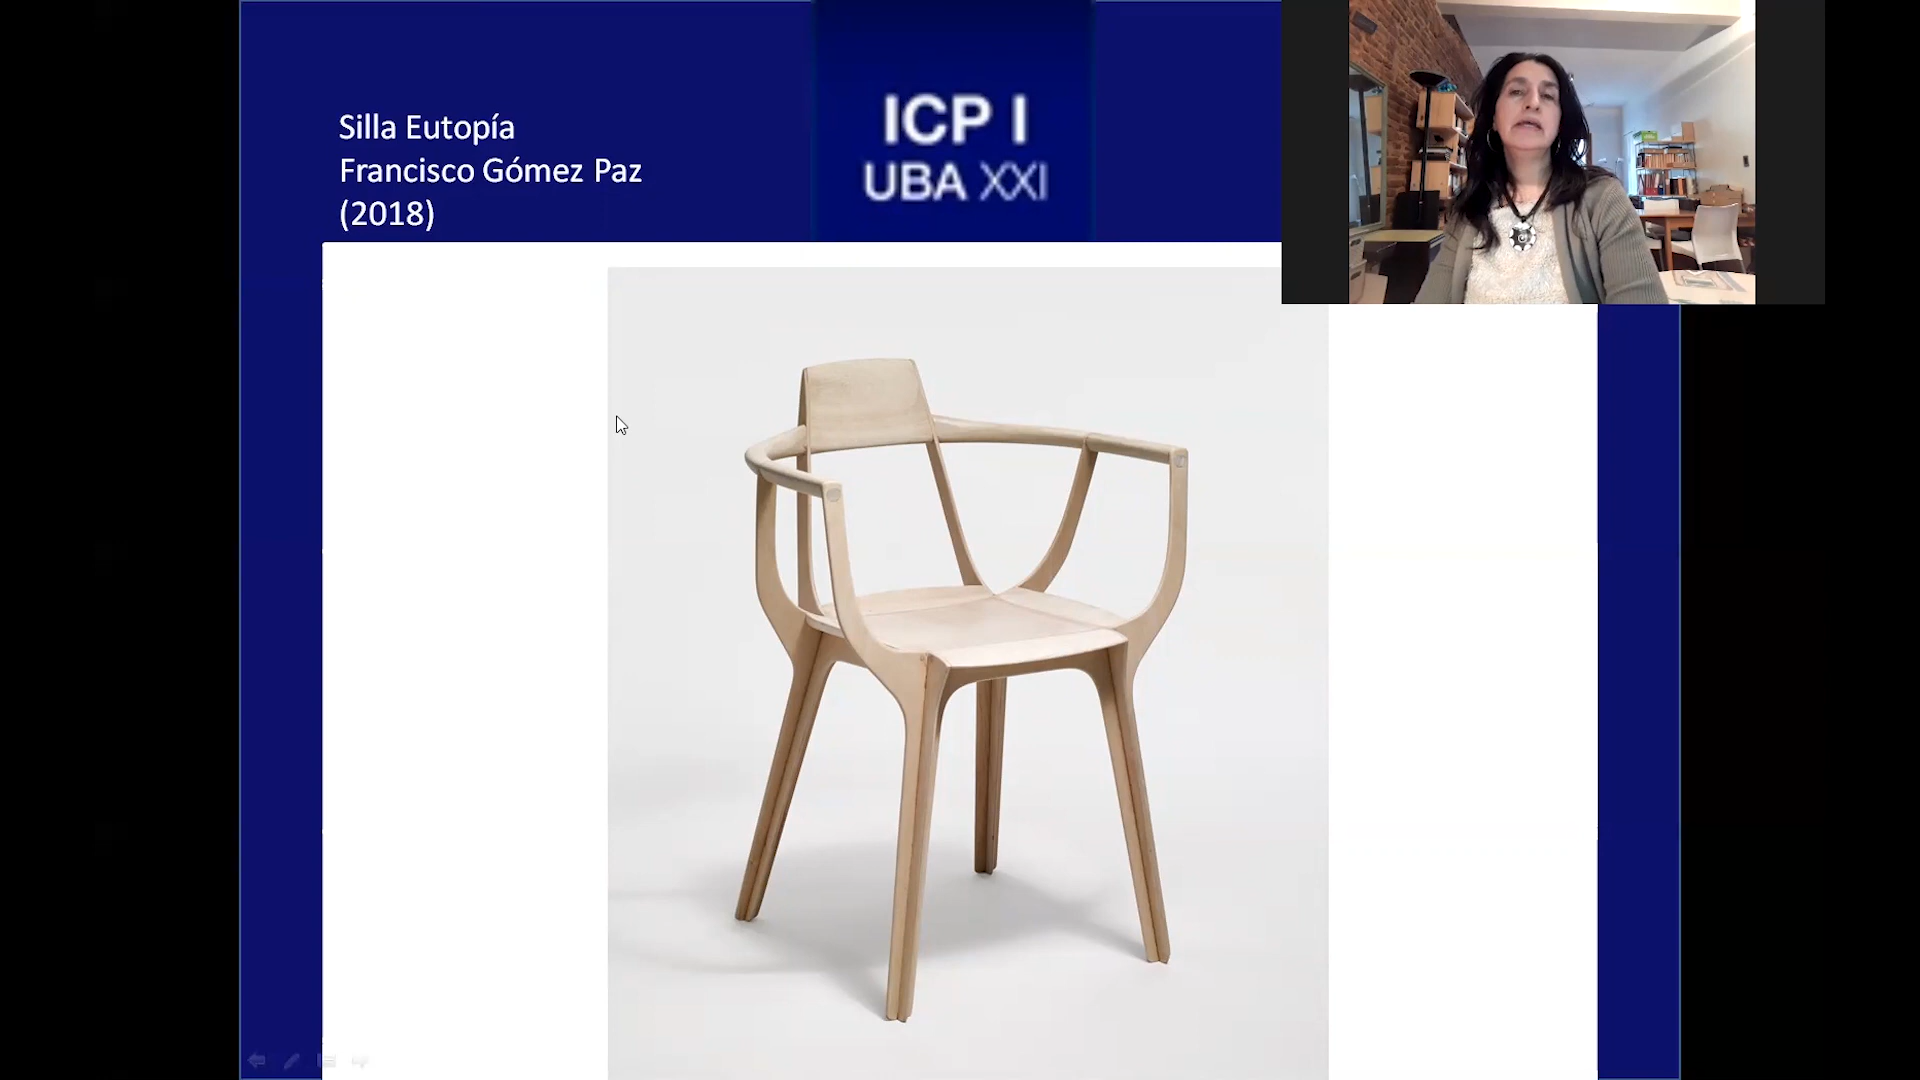 Silla Eutopía
Francisco Gómez Paz
(2018)
ICP I
UBA XXI